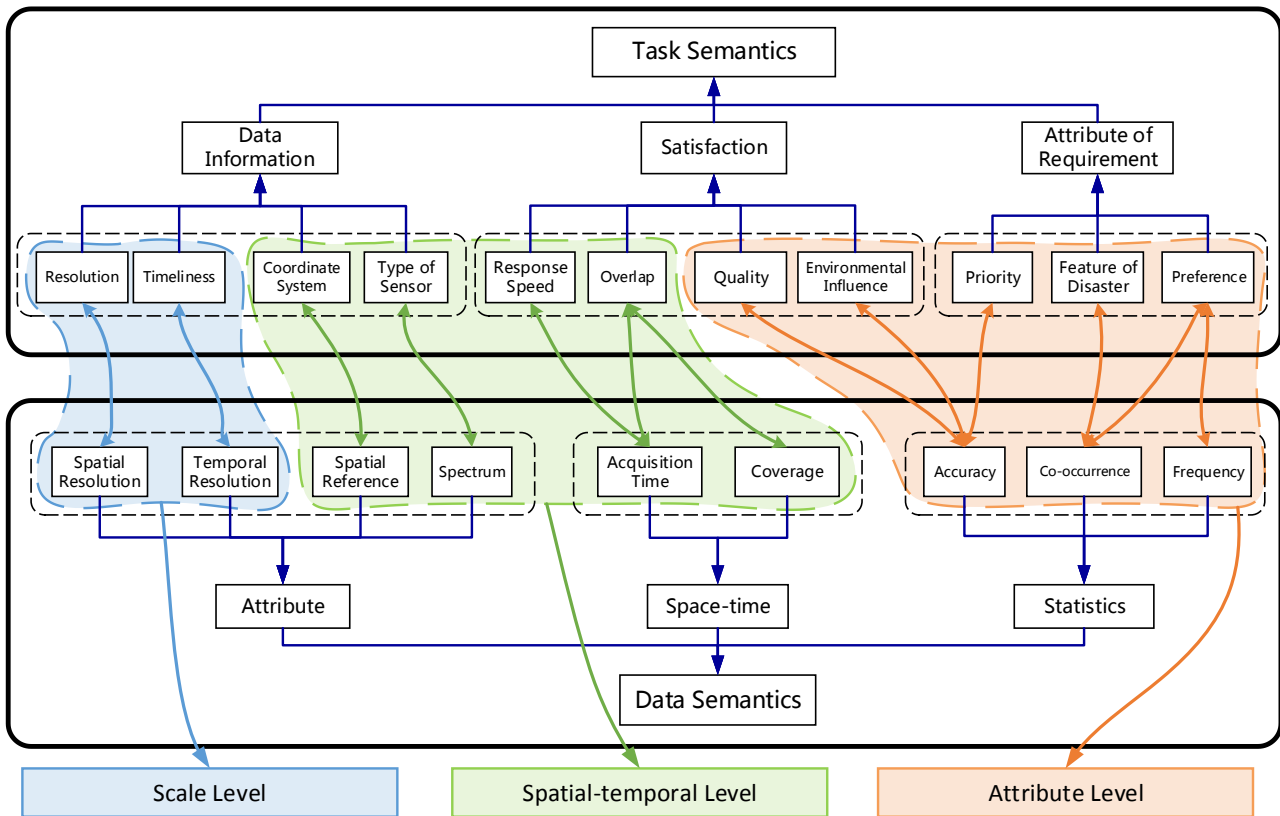 Task Semantics
Data
Information
Satisfaction
Attribute of
Requirement
Resolution
Timeliness
Coordinate
System
Type of
Sensor
Response
Speed
Overlap
Quality
Environmental
Influence
Priority
Feature of
Disaster
Preference
Spatial
Resolution
Temporal
Resolution
Spatial
Reference
Spectrum
Acquisition
Time
Coverage
Accuracy
Co-occurrence
Frequency
Attribute
Space-time
Statistics
Data Semantics
Scale Level
Spatial-temporal Level
Attribute Level